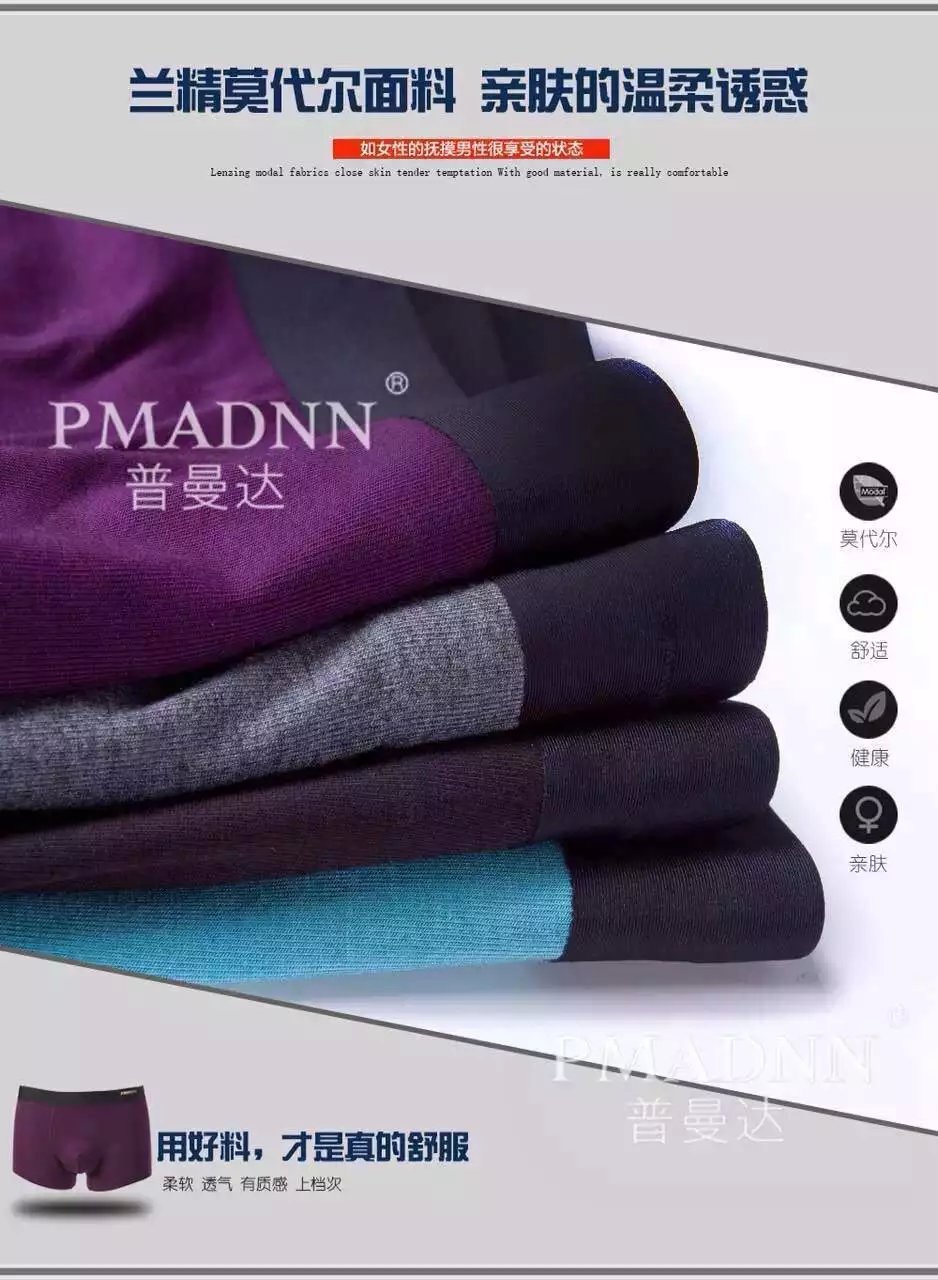 兰精莫代尔面料 亲肤的温柔诱惑
如女性的抚摸男性很享受的状态
Lenzing modal fabrics close skin tender temptation With good material, is really comfortable
®
PMADNN
普曼达
Modal
莫代尔
舒适
健康
亲肤
®
PMADNN
普曼达
用好料，才是真的舒服
柔软 透气 有质感 上档次